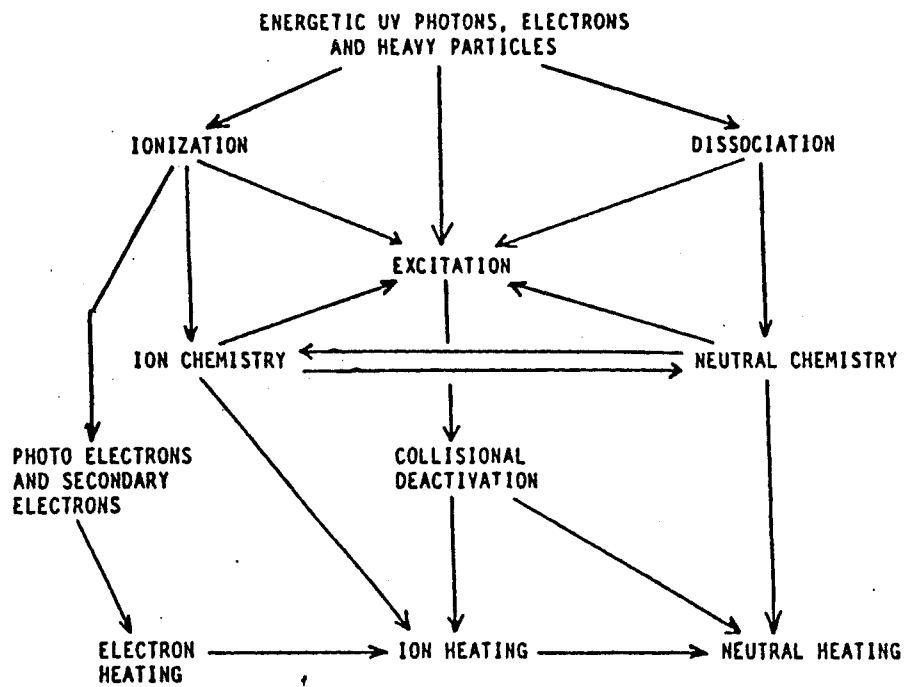 ENERGETIC UV PHOTONS, ELECTRONS
AND HEAVY PARTICLES
IONIZATION
DISSOCIATION
EXCITATION
ION CHEMISTRY
NEUTRAL CHEMISTRY
PHOTO ELECTRONS
AND SECONDARY
ELECTRONS
COLLISIONAL
DEACTIVATION
ELECTRON
HEATING
ION HEATING
NEUTRAL HEATING